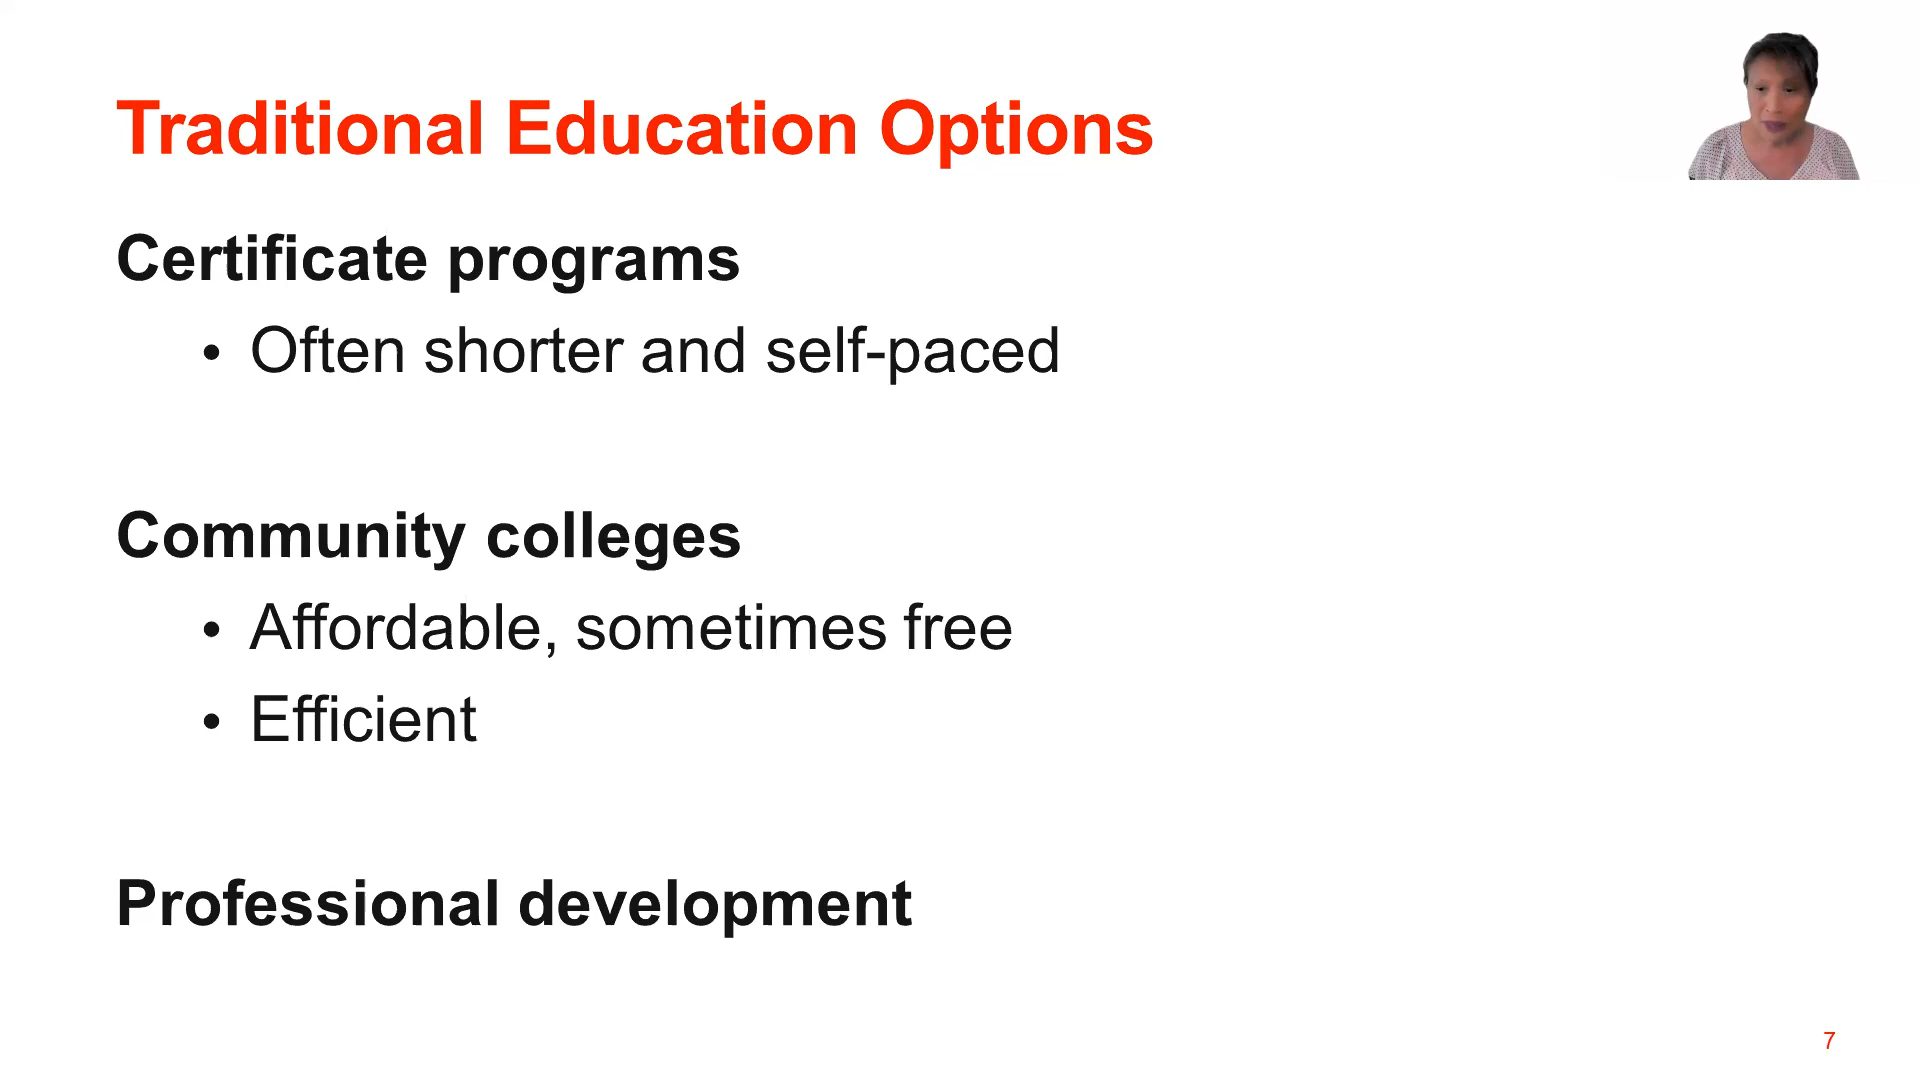 Traditional Education Options
Certificate programs
• Often shorter and self-paced
Community colleges
• Affordable, sometimes free
• Efficient
Professional development
7